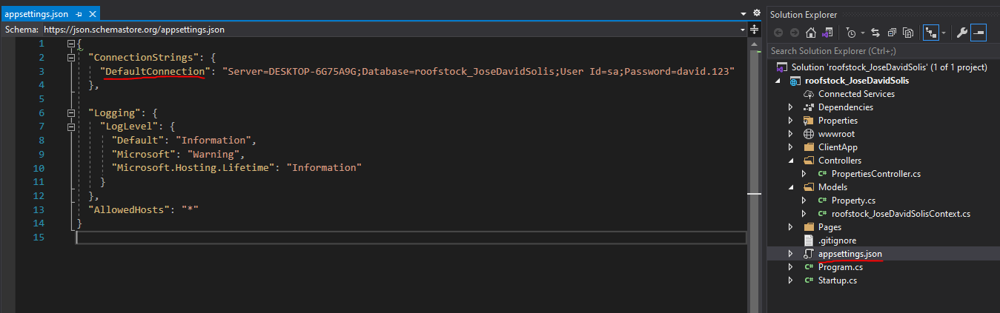 appsettings.json
Schema: https://json.schemastore.org/appsettings.json
1 {
2 "ConnectionStrings": {
3 "DefaultConnection": "Server=DESKTOP-6G75A9G;Database=roofstock_JoseDavidSolis;User Id=sa;Password=david.123"
4 },
5
6 "Logging": {
7 "LogLevel": {
8 "Default": "Information",
9 "Microsoft": "Warning",
10 "Microsoft.Hosting.Lifetime": "Information"
11 }
12 },
13 "AllowedHosts": "*"
14 }
15
Solution Explorer
Search Solution Explorer (Ctrl+;)
Solution 'roofstock_JoseDavidSolis' (1 of 1 project)
roofstock_JoseDavidSolis
Connected Services
Dependencies
Properties
wwwroot
ClientApp
Controllers
C# PropertiesController.cs
Models
C# Property.cs
C# roofstock_JoseDavidSolisContext.cs
Pages
.gitignore
appsettings.json
C# Program.cs
C# Startup.cs